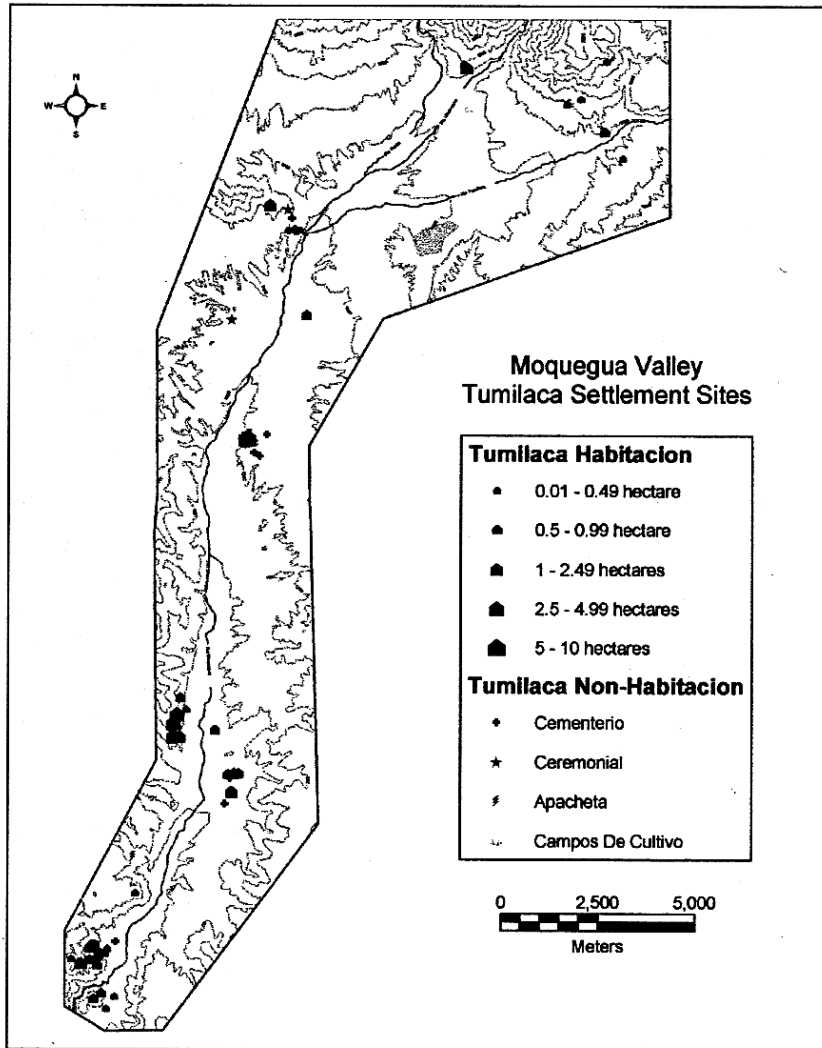 N
W E
S
Moquegua Valley
Tumilaca Settlement Sites
Tumilaca Habitacion
0.01 - 0.49 hectare
0.5 - 0.99 hectare
1 - 2.49 hectares
2.5 - 4.99 hectares
5 - 10 hectares
Tumilaca Non-Habitacion
Cementerio
Ceremonial
Apacheta
Campos De Cultivo
0 2,500 5,000
Meters